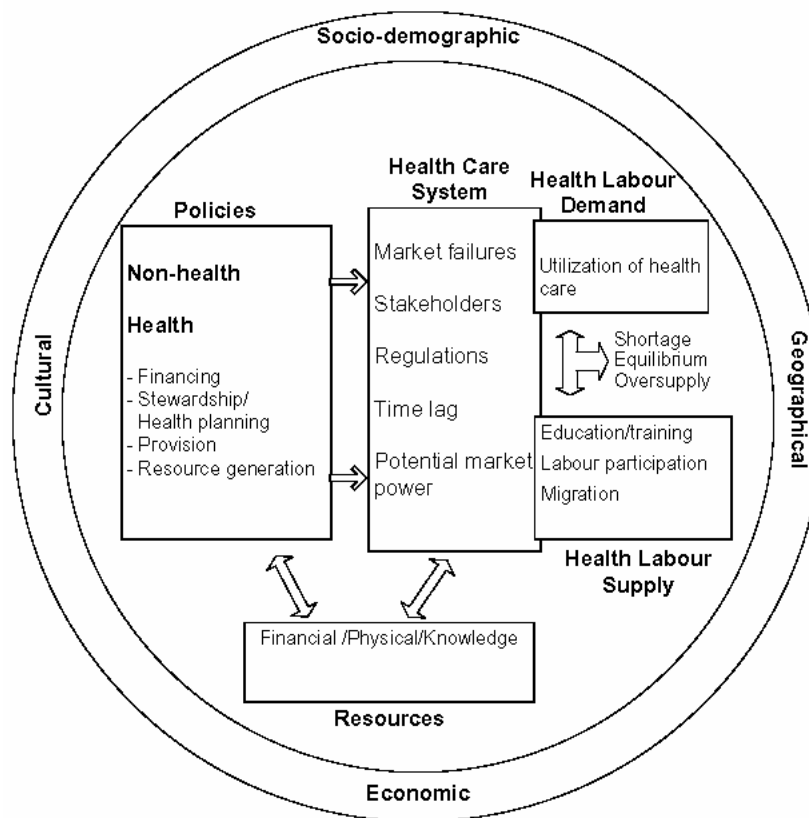 Socio-demographic
Cultural
Geographical
Economic
Policies
Non-health
Health
- Financing
- Stewardship/
Health planning
- Provision
- Resource generation
Health Care
System
Market failures
Stakeholders
Regulations
Time lag
Potential market
power
Health Labour
Demand
Utilization of health
care
Shortage
Equilibrium
Oversupply
Education/training
Labour participation
Migration
Health Labour
Supply
Financial /Physical/Knowledge
Resources